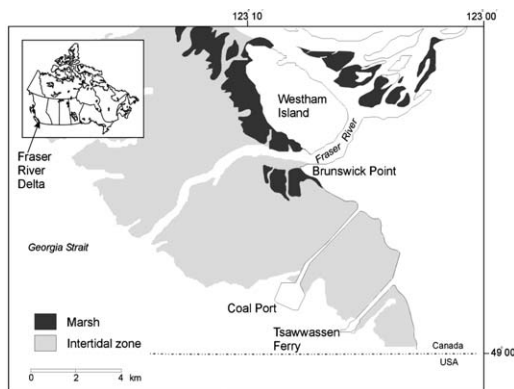 123 10
123 00
Westham
Island
Fraser River
Brunswick Point
Fraser
River
Delta
Georgia Strait
Coal Port
Tsawwassen
Ferry
Marsh
Intertidal zone
Canada
USA
49 00
0
2
4
km